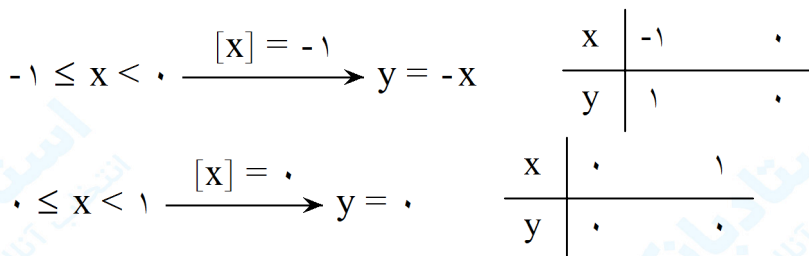 -۱ ≤ x < ۰ [x] = -۱ → y = -x
x -۱ ۰
y ۱ ۰
۰ ≤ x < ۱ [x] = ۰ → y = ۰
x ۰ ۱
y ۰ ۰